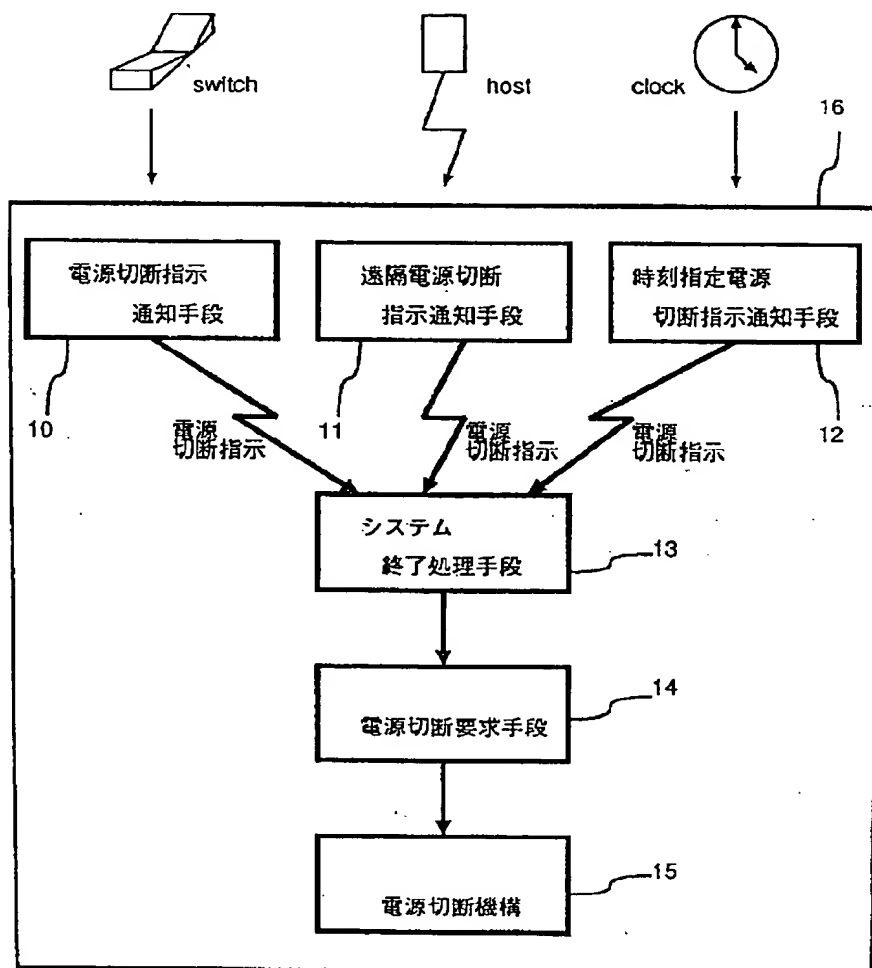 switch
host
clock
16
電源切断指示
通知手段
遠隔電源切断
指示通知手段
時刻指定電源
切断指示通知手段
10
11
12
電源
切断指示
電源
切断指示
電源
切断指示
システム
終了処理手段
13
電源切断要求手段
14
電源切断機構
15